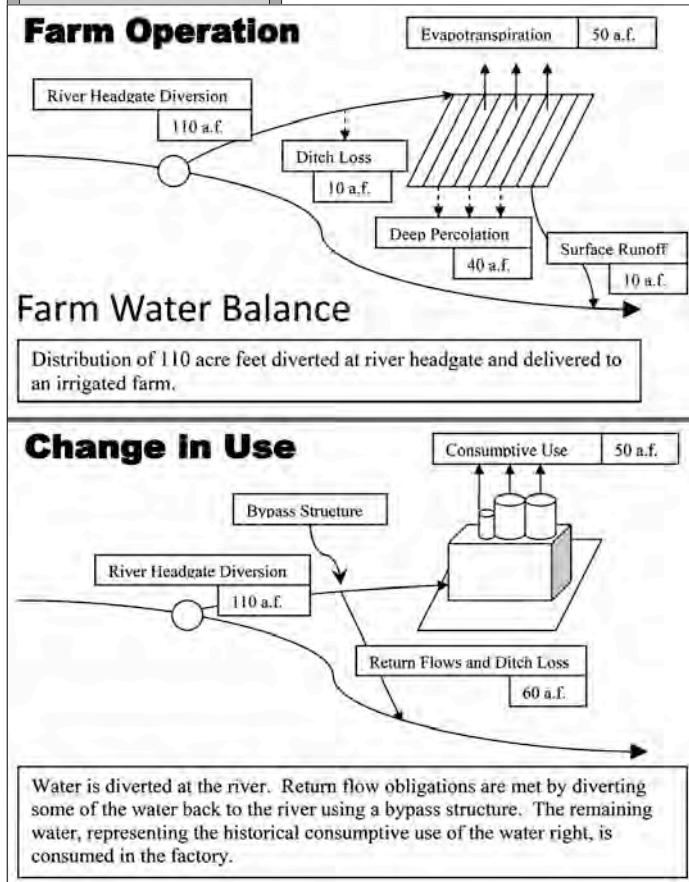 Farm Operation
Evapotranspiration 50 a.f.
River Headgate Diversion
110 a.f.
Ditch Loss
10 a.f.
Deep Percolation
40 a.f.
Surface Runoff
10 a.f.
Farm Water Balance
Distribution of 110 acre feet diverted at river headgate and delivered to
an irrigated farm.
Change in Use
Consumptive Use 50 a.f.
Bypass Structure
River Headgate Diversion
110 a.f.
Return Flows and Ditch Loss
60 a.f.
Water is diverted at the river. Return flow obligations are met by diverting
some of the water back to the river using a bypass structure. The remaining
water, representing the historical consumptive use of the water right, is
consumed in the factory.